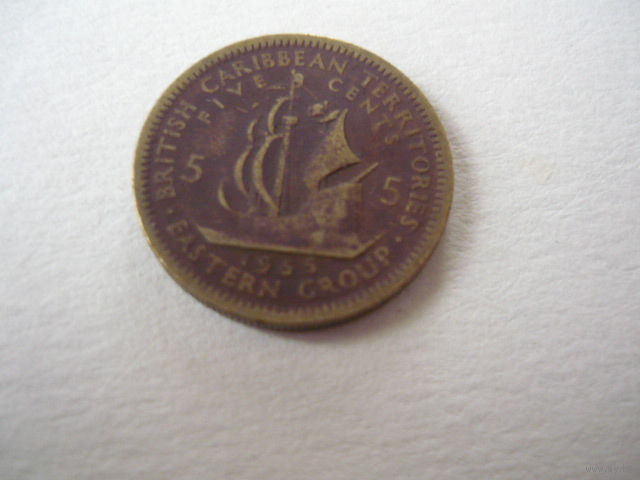 BRITISH CARIBBEAN TERRITORIES
FIVE CENTS
5 5
1955
· EASTERN GROUP ·